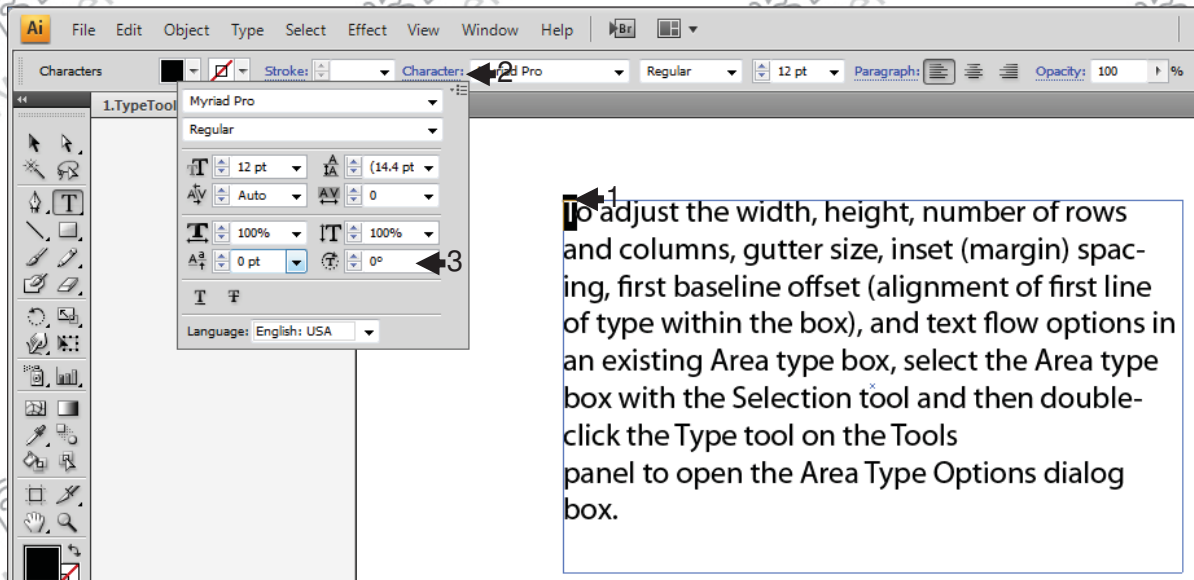 Ai File Edit Object Type Select Effect View Window Help Br
Characters Stroke: Character: 2 Myriad Pro Regular 12 pt Paragraph: Opacity: 100 %
1.TypeTool
Myriad Pro
Regular
12 pt (14.4 pt
Auto 0
100% 100%
0 pt 0° 3
T T
Language: English: USA
1
To adjust the width, height, number of rows
and columns, gutter size, inset (margin) spac-
ing, first baseline offset (alignment of first line
of type within the box), and text flow options in
an existing Area type box, select the Area type
box with the Selection tool and then double-
click the Type tool on the Tools
panel to open the Area Type Options dialog
box.